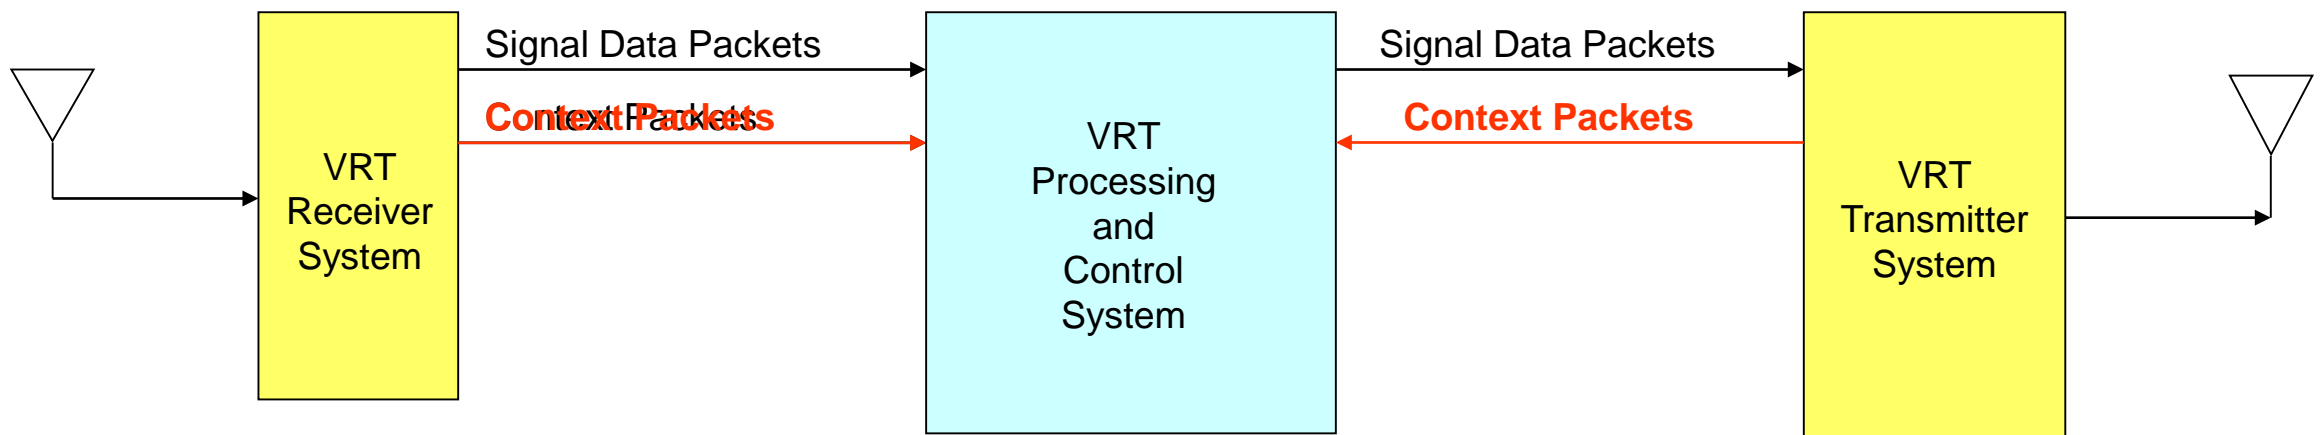 Signal Data Packets
Signal Data Packets
Context Packets
Context Packets
VRT
Receiver
System
VRT
Processing
and
Control
System
VRT
Transmitter
System